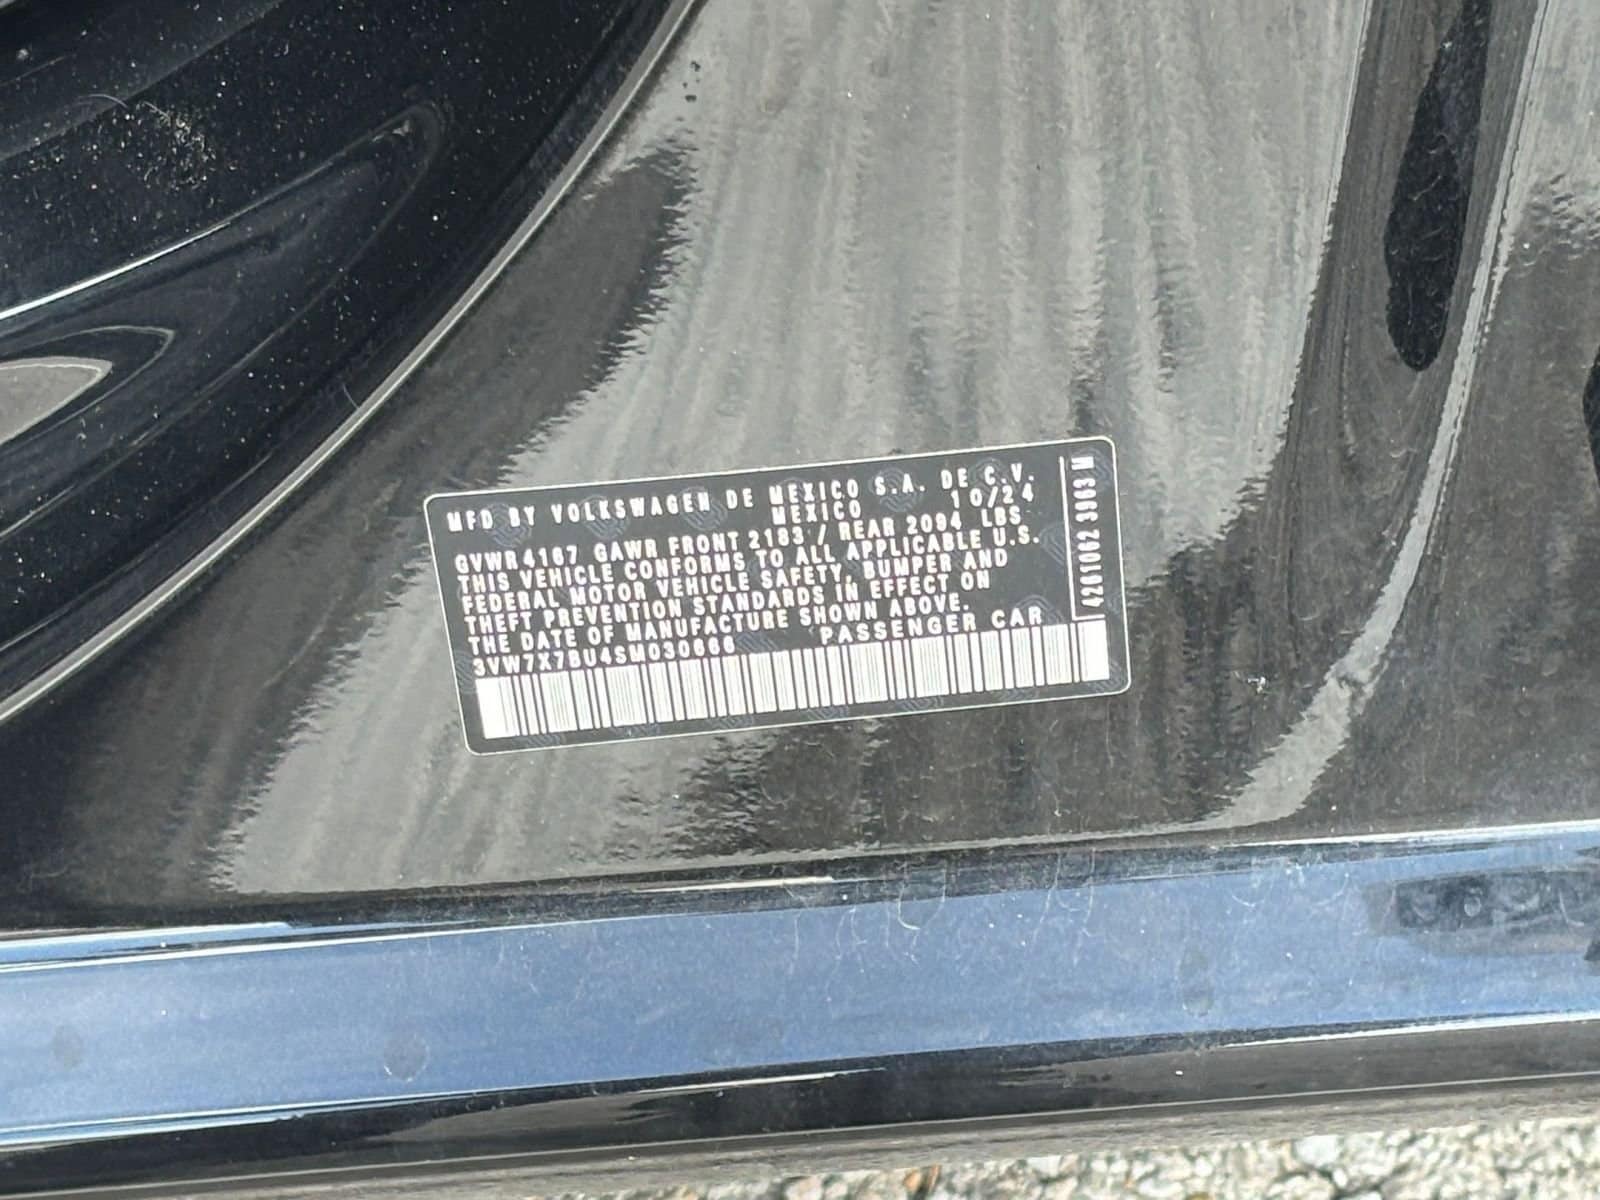 MFD BY VOLKSWAGEN DE MEXICO S.A. DE C.V.
MEXICO 10/24
GVWR 4167 GAWR FRONT 2183 / REAR 2094 LBS
THIS VEHICLE CONFORMS TO ALL APPLICABLE U.S.
FEDERAL MOTOR VEHICLE SAFETY, BUMPER AND
THEFT PREVENTION STANDARDS IN EFFECT ON
THE DATE OF MANUFACTURE SHOWN ABOVE.
3VW7X7BU4SM030666 PASSENGER CAR
4261062 3963 M